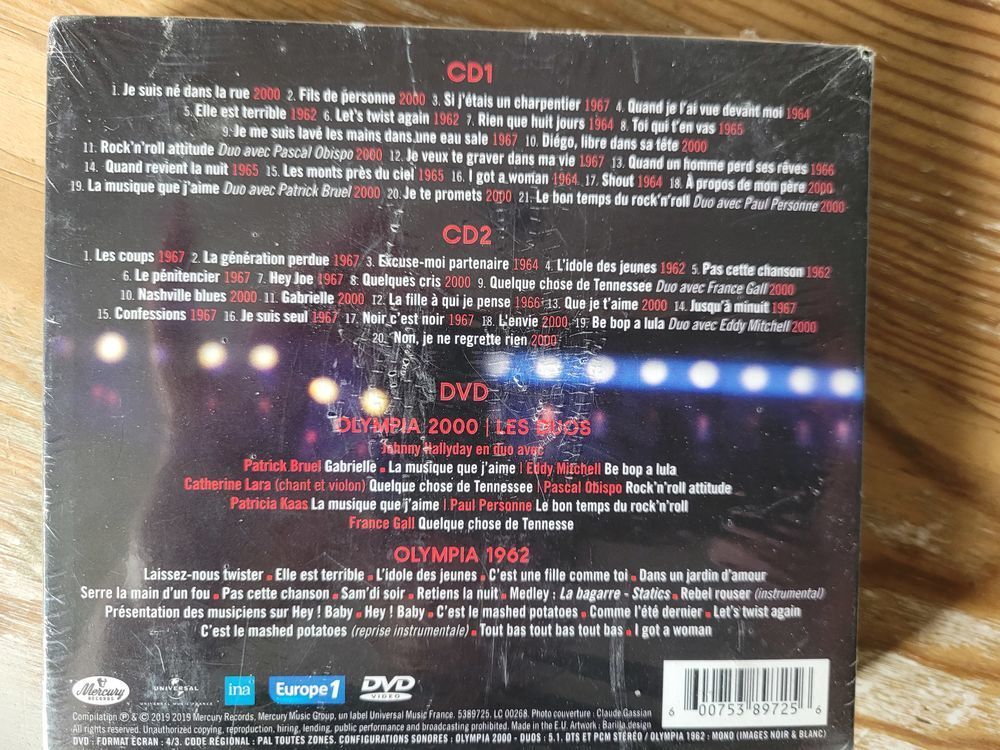 CD1
1. Je suis né dans la rue 2000 2. Fils de personne 2000 3. Si j'étais un charpentier 1967 4. Quand je l'ai vue devant moi 1964
5. Elle est terrible 1962 6. Let's twist again 1962 7. Rien que huit jours 1964 8. Toi qui t'en vas 1965
9. Je me suis lavé les mains dans une eau sale 1967 10. Diégo, libre dans sa tête 2000
11. Rock'n'roll attitude Duo avec Pascal Obispo 2000 12. Je veux te graver dans ma vie 1967 13. Quand un homme perd ses rêves 1966
14. Quand revient la nuit 1965 15. Les monts près du ciel 1965 16. I got a woman 1964 17. Shout 1964 18. À propos de mon père 2000
19. La musique que j'aime Duo avec Patrick Bruel 2000 20. Je te promets 2000 21. Le bon temps du rock'n'roll Duo avec Paul Personne 2000
CD2
1. Les coups 1967 2. La génération perdue 1967 3. Excuse-moi partenaire 1964 4. L'idole des jeunes 1962 5. Pas cette chanson 1962
6. Le pénitencier 1967 7. Hey Joe 1967 8. Quelques cris 2000 9. Quelque chose de Tennessee Duo avec France Gall 2000
10. Nashville blues 2000 11. Gabrielle 2000 12. La fille à qui je pense 1966 13. Que je t'aime 2000 14. Jusqu'à minuit 1967
15. Confessions 1967 16. Je suis seul 1967 17. Noir c'est noir 1967 18. L'envie 2000 19. Be bop a lula Duo avec Eddy Mitchell 2000
20. Non, je ne regrette rien 2000
DVD
OLYMPIA 2000 | LES DUOS
Johnny Hallyday en duo avec
Patrick Bruel Gabrielle ▪ La musique que j'aime | Eddy Mitchell Be bop a lula
Catherine Lara (chant et violon) Quelque chose de Tennessee | Pascal Obispo Rock'n'roll attitude
Patricia Kaas La musique que j'aime | Paul Personne Le bon temps du rock'n'roll
France Gall Quelque chose de Tennesse
OLYMPIA 1962
Laissez-nous twister ▪ Elle est terrible ▪ L'idole des jeunes ▪ C'est une fille comme toi ▪ Dans un jardin d'amour
Serre la main d'un fou ▪ Pas cette chanson ▪ Sam'di soir ▪ Retiens la nuit ▪ Medley : La bagarre - Statics ▪ Rebel rouser (instrumental)
Présentation des musiciens sur Hey ! Baby ▪ Hey ! Baby ▪ C'est le mashed potatoes ▪ Comme l'été dernier ▪ Let's twist again
C'est le mashed potatoes (reprise instrumentale) ▪ Tout bas tout bas tout bas ▪ I got a woman
Mercury RECORDS
UNIVERSAL
UNIVERSAL MUSIC FRANCE
ina
Europe 1
DVD VIDEO
6 00753 89725 6
Compilation ℗ & © 2019 2019 Mercury Records, Mercury Music Group, un label Universal Music France. 5389725. LC 00268. Photo couverture : Claude Gassian
All rights reserved. Unauthorized copying, reproduction, hiring, lending, public performance and broadcasting prohibited. Made in the E.U. Artwork : Barilla.design
DVD : FORMAT ÉCRAN : 4/3. CODE RÉGIONAL : PAL TOUTES ZONES. CONFIGURATIONS SONORES : OLYMPIA 2000 - DUOS : 5.1. DTS ET PCM STÉRÉO / OLYMPIA 1962 : MONO (IMAGES NOIR & BLANC)